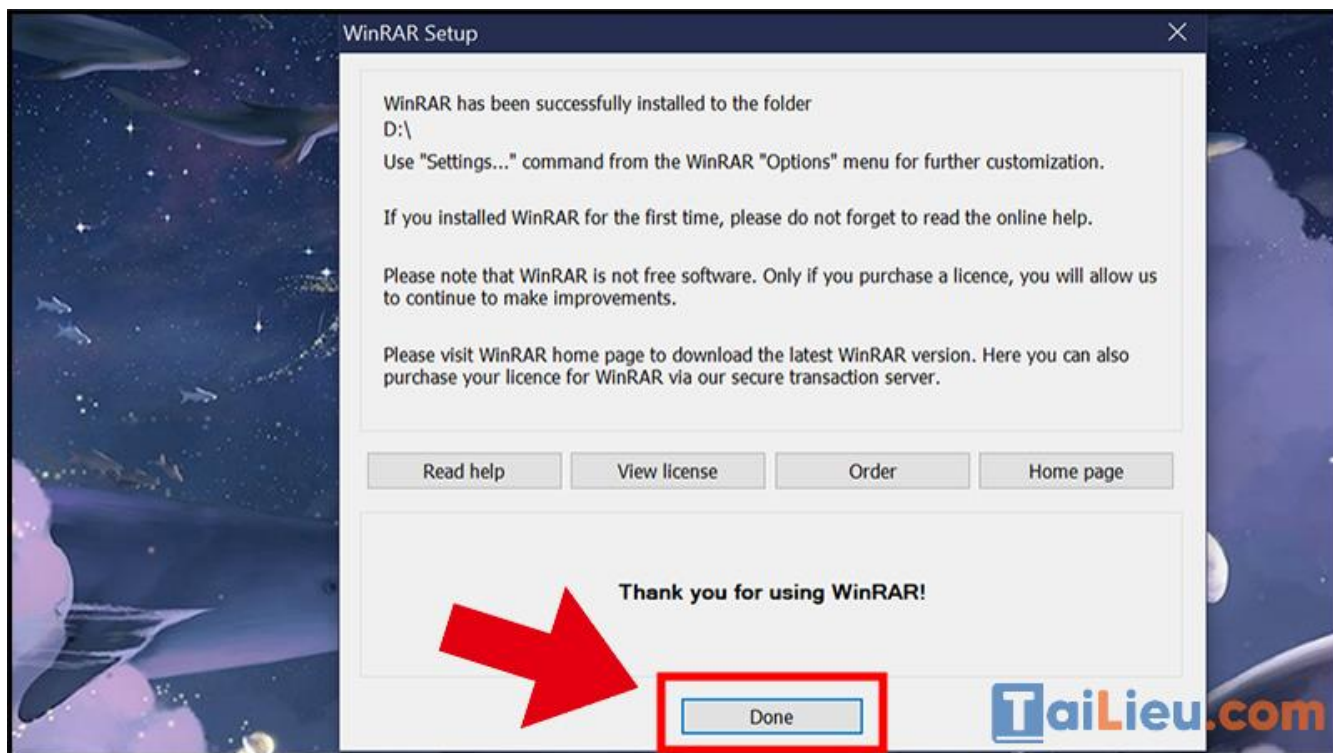 WinRAR Setup
WinRAR has been successfully installed to the folder
D:\
Use "Settings..." command from the WinRAR "Options" menu for further customization.
If you installed WinRAR for the first time, please do not forget to read the online help.
Please note that WinRAR is not free software. Only if you purchase a licence, you will allow us
to continue to make improvements.
Please visit WinRAR home page to download the latest WinRAR version. Here you can also
purchase your licence for WinRAR via our secure transaction server.
Read help View license Order Home page
Thank you for using WinRAR!
Done
TaiLieu.com